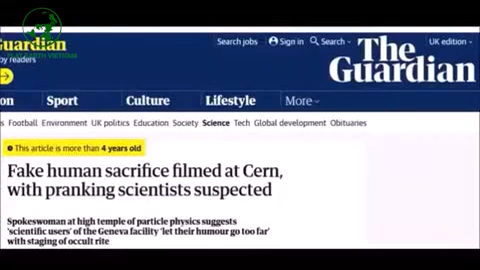 Search jobs
Sign in
Search
The Guardian
UK edition
Guardian
by readers
on
Sport
Culture
Lifestyle
More
s
Football
Environment
UK politics
Education
Society
Science
Tech
Global development
Obituaries
This article is more than 4 years old
Fake human sacrifice filmed at Cern,
with pranking scientists suspected
Spokeswoman at high temple of particle physics suggests
'scientific users' of the Geneva facility 'let their humour go too far'
with staging of occult rite